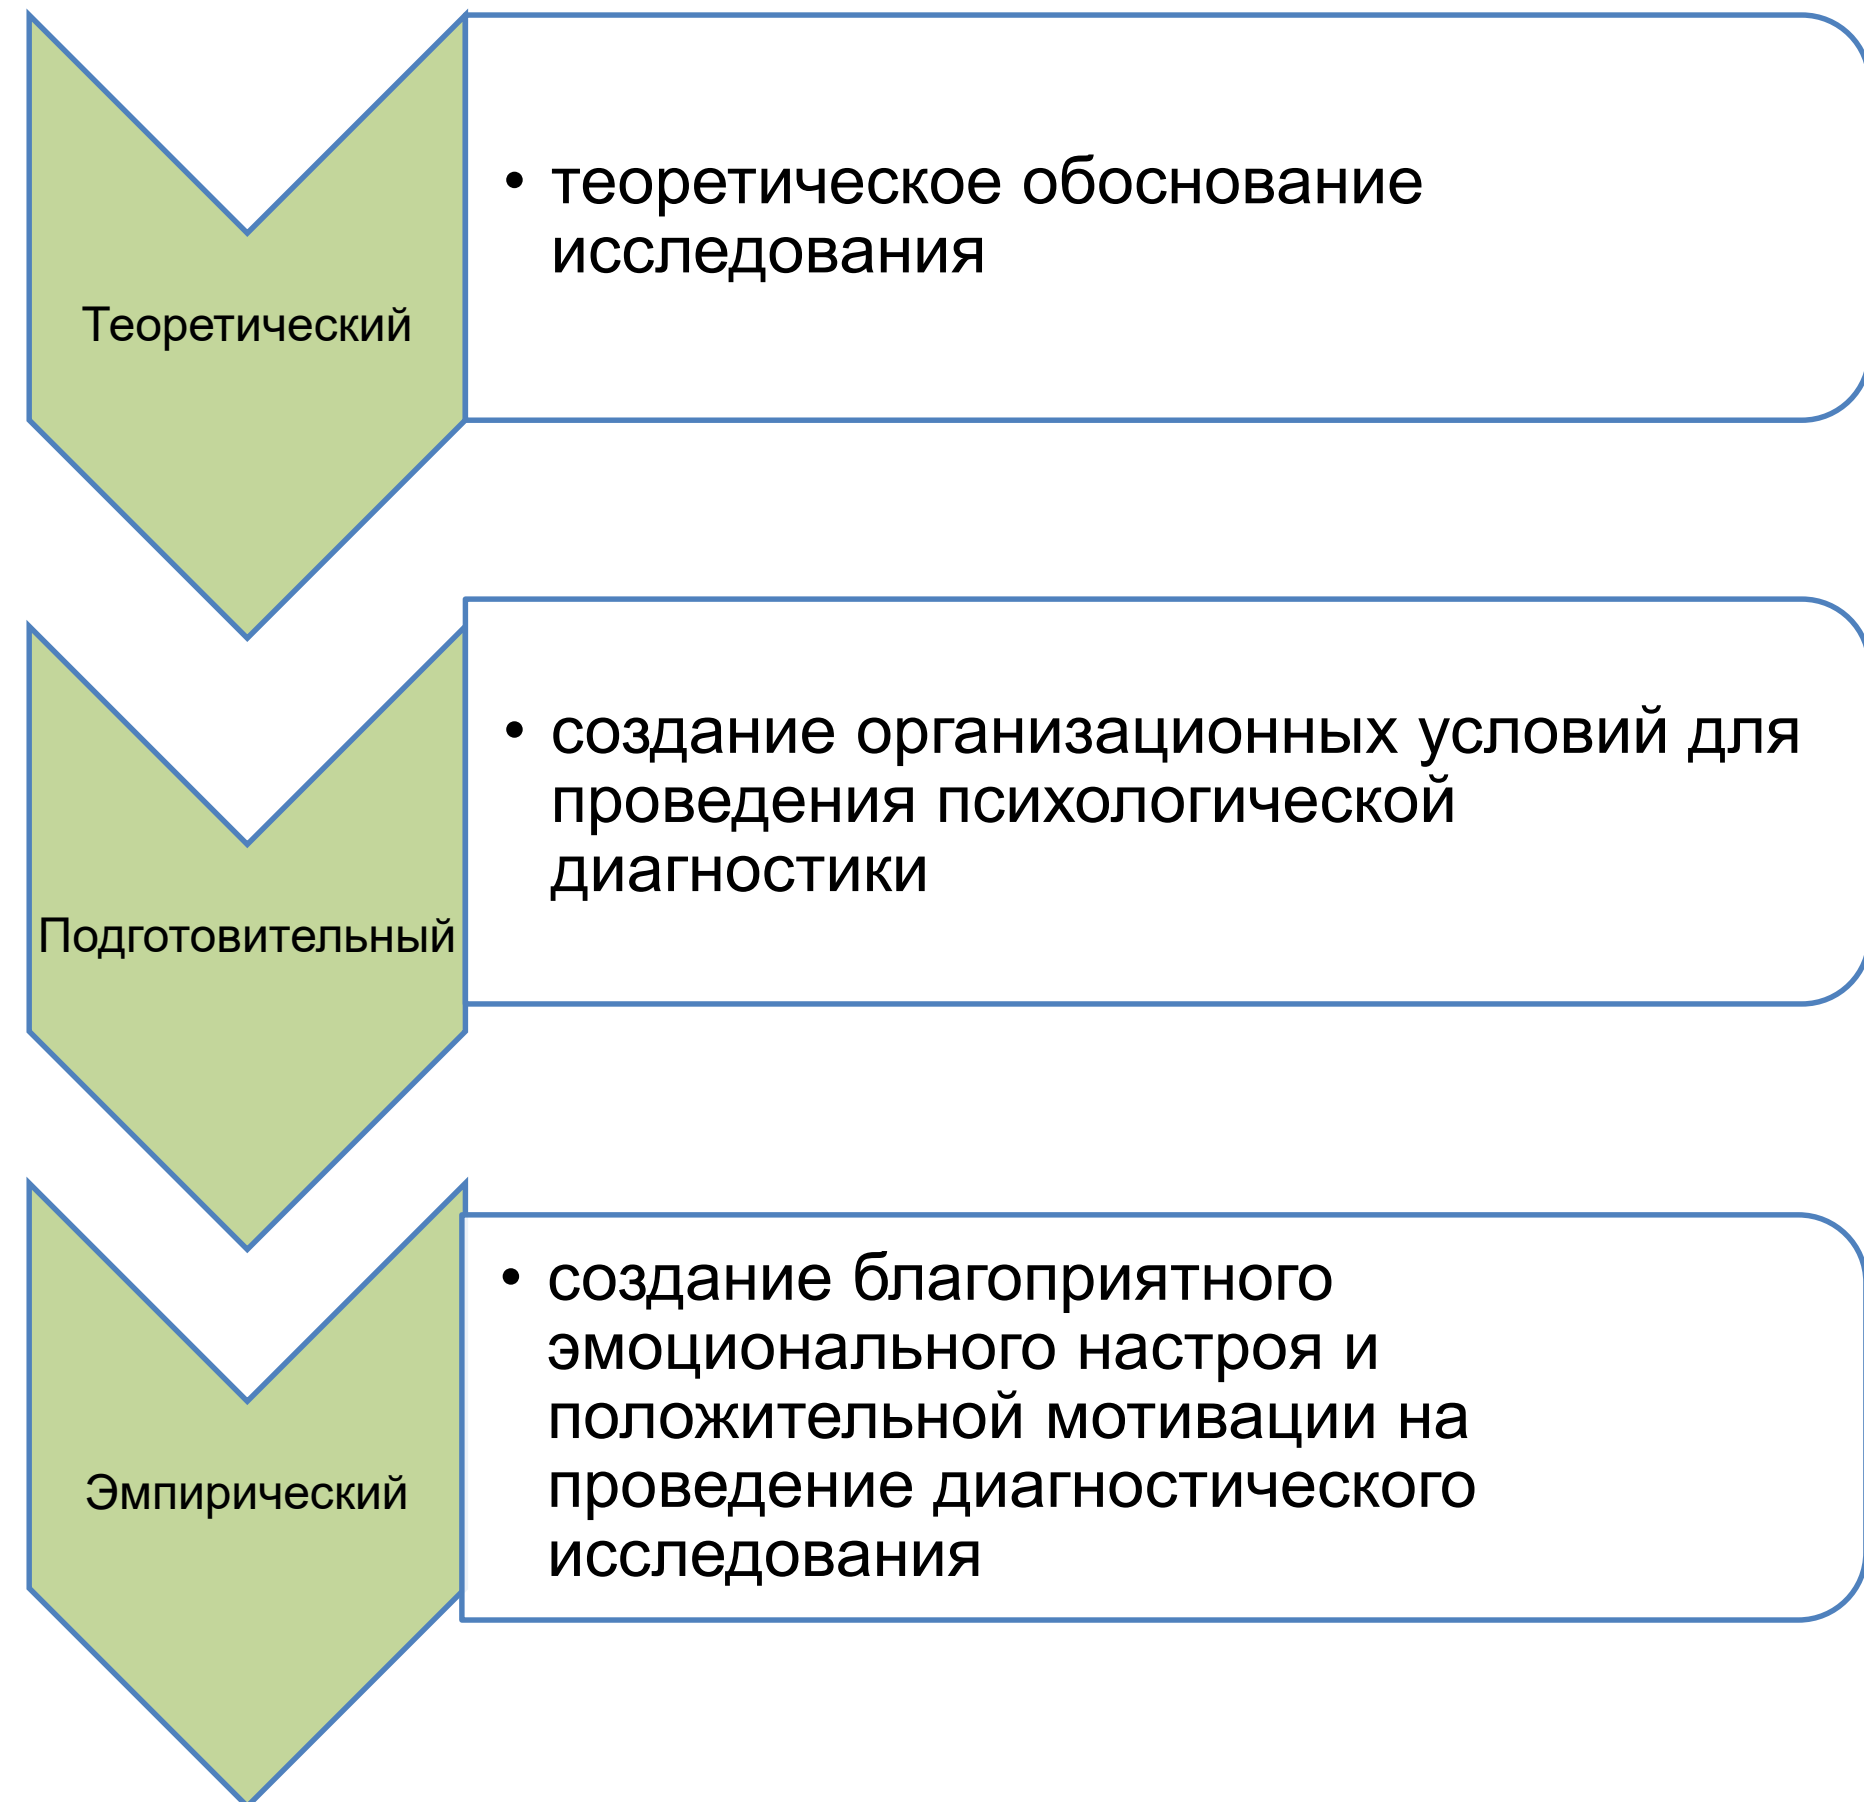 Теоретический
• теоретическое обоснование
исследования
Подготовительный
• создание организационных условий для
проведения психологической
диагностики
Эмпирический
• создание благоприятного
эмоционального настроя и
положительной мотивации на
проведение диагностического
исследования